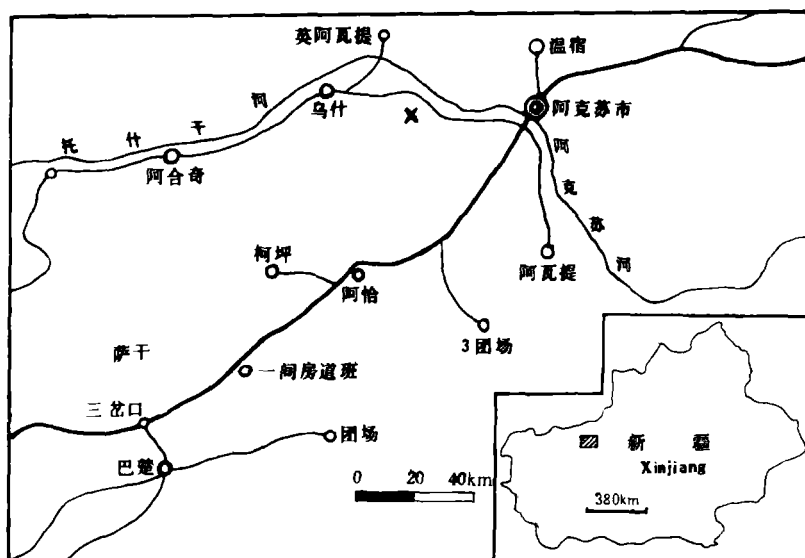 英阿瓦提
温宿
乌什
阿克苏市
托什干河
阿合奇
阿克苏河
柯坪
阿恰
阿瓦提
3团场
萨干
一间房道班
三岔口
团场
巴楚
0 20 40km
新疆
Xinjiang
380km